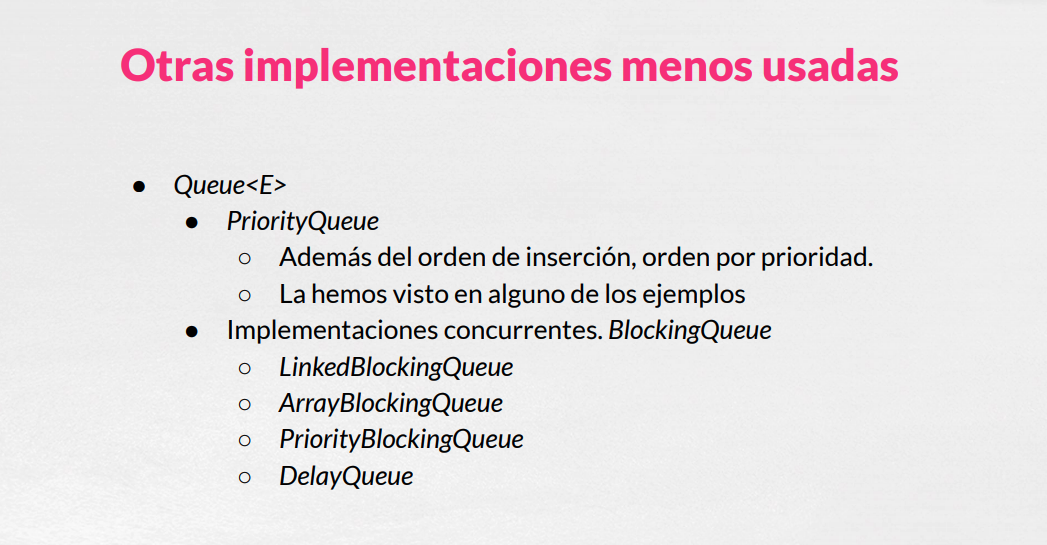 Otras implementaciones menos usadas
● Queue<E>
● PriorityQueue
○ Además del orden de inserción, orden por prioridad.
○ La hemos visto en alguno de los ejemplos
● Implementaciones concurrentes. BlockingQueue
○ LinkedBlockingQueue
○ ArrayBlockingQueue
○ PriorityBlockingQueue
○ DelayQueue